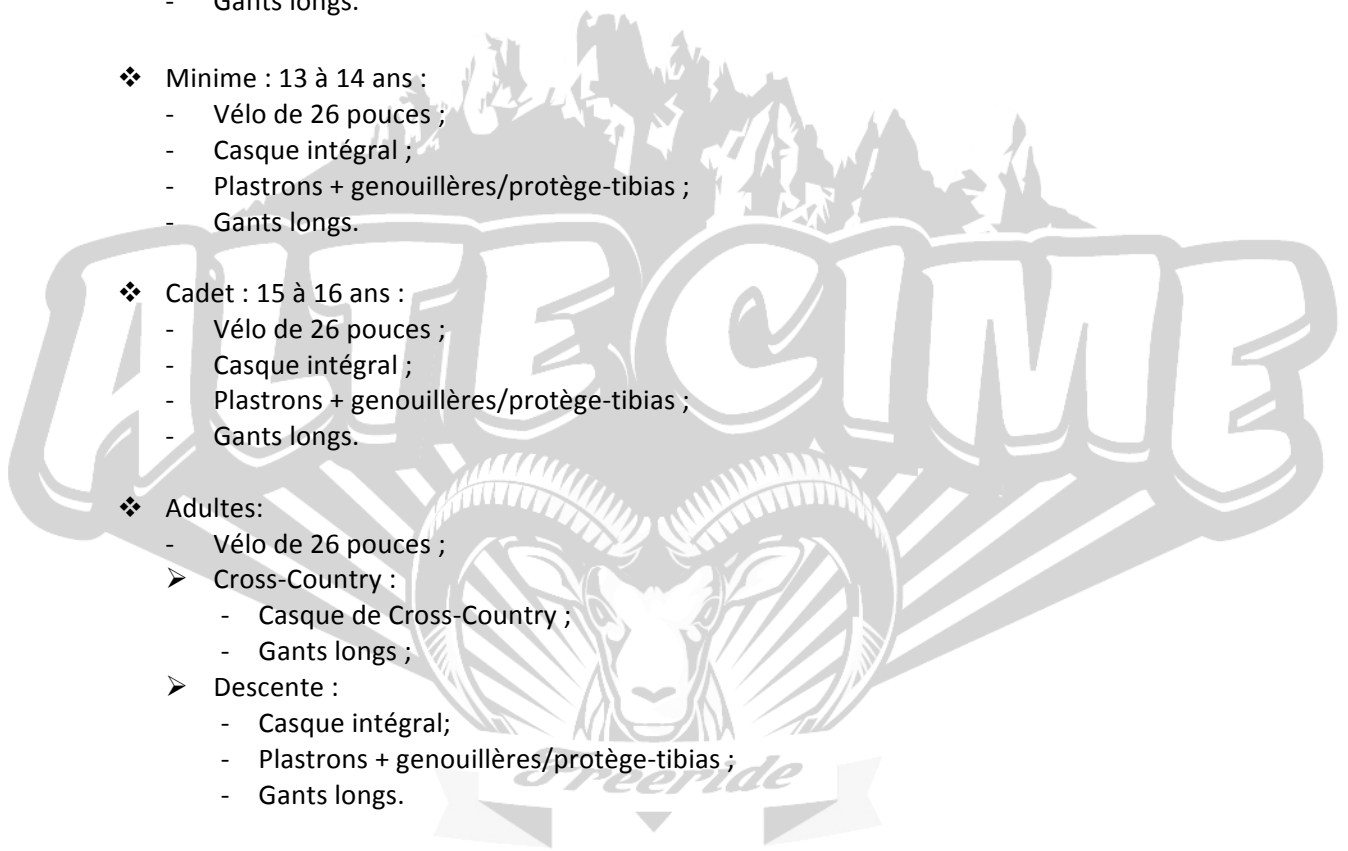 - Gants longs.
❖ Minime : 13 à 14 ans :
- Vélo de 26 pouces ;
- Casque intégral ;
- Plastrons + genouillères/protège-tibias ;
- Gants longs.
❖ Cadet : 15 à 16 ans :
- Vélo de 26 pouces ;
- Casque intégral ;
- Plastrons + genouillères/protège-tibias ;
- Gants longs.
❖ Adultes:
- Vélo de 26 pouces ;
➢ Cross-Country :
- Casque de Cross-Country ;
- Gants longs ;
➢ Descente :
- Casque intégral;
- Plastrons + genouillères/protège-tibias ;
- Gants longs.
ALTE CIME
Freeride